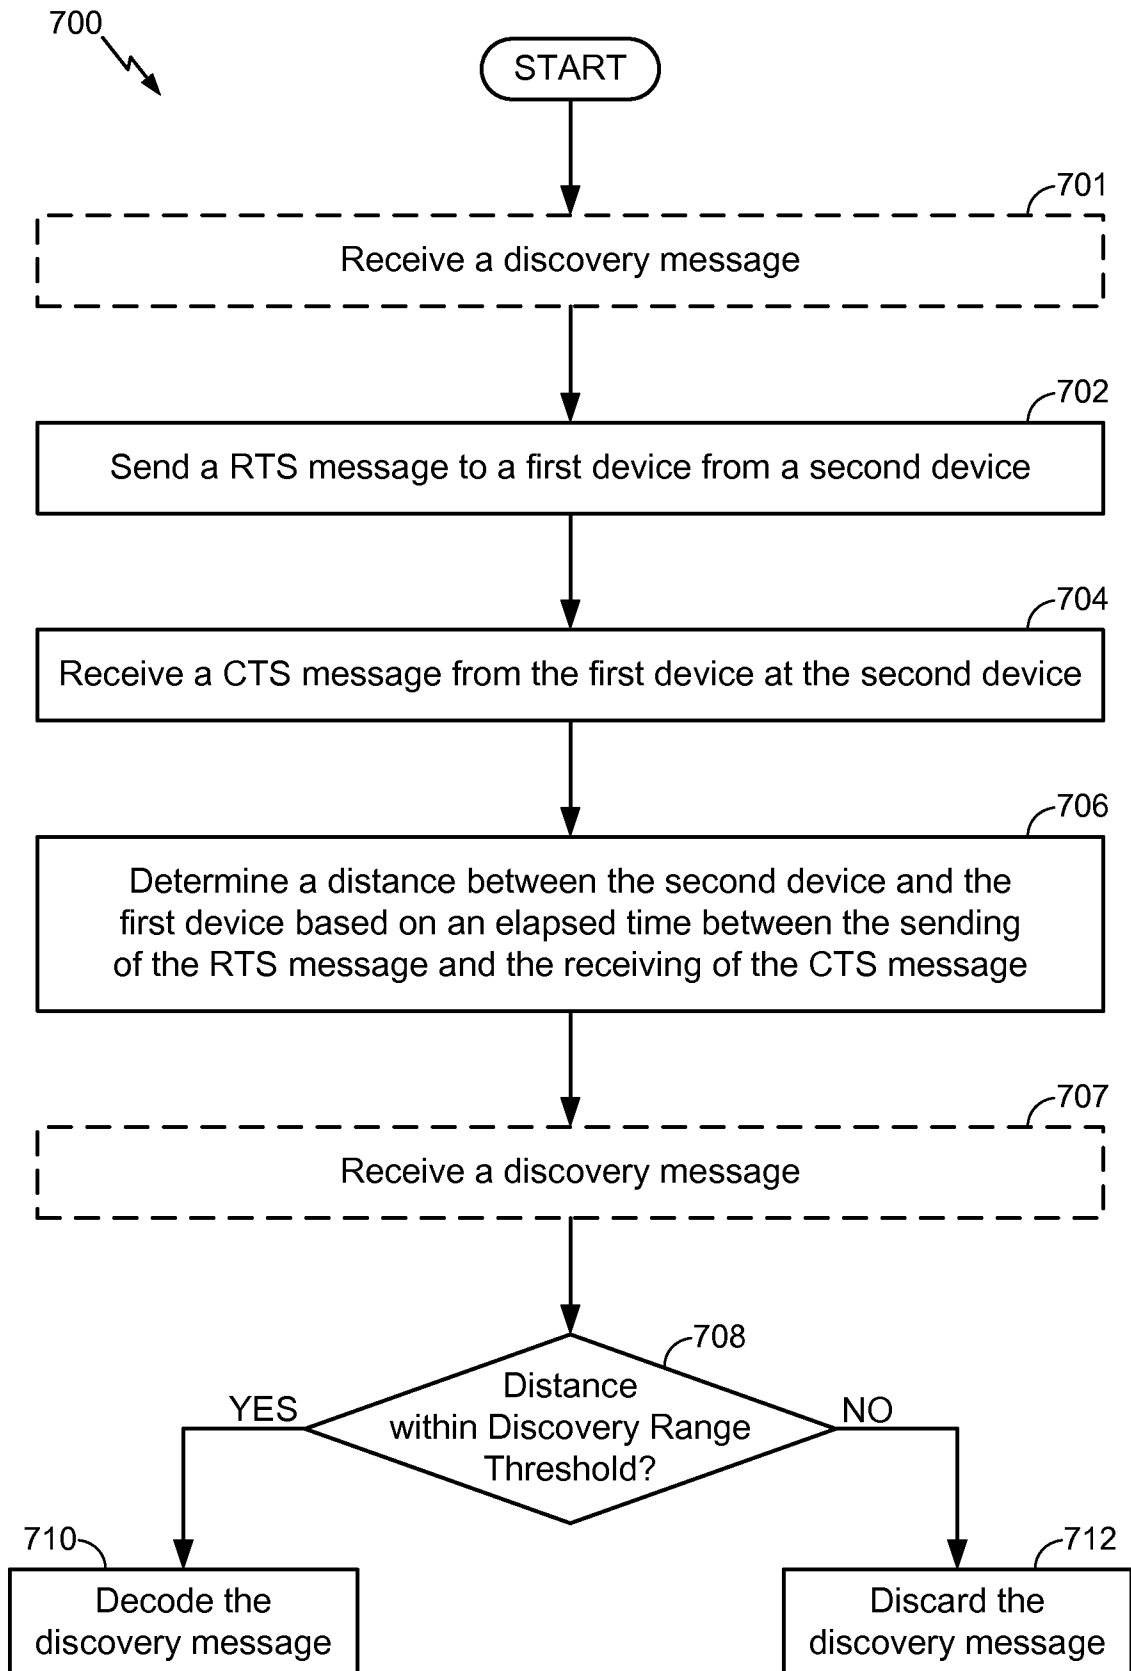 700
START
701
Receive a discovery message
702
Send a RTS message to a first device from a second device
704
Receive a CTS message from the first device at the second device
706
Determine a distance between the second device and the
first device based on an elapsed time between the sending
of the RTS message and the receiving of the CTS message
707
Receive a discovery message
708
Distance
within Discovery Range
Threshold?
YES
NO
710
Decode the
discovery message
712
Discard the
discovery message